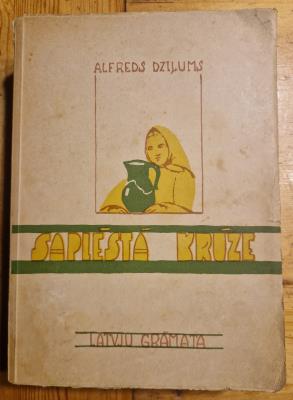 ALFREDS DZIĻUMS
SAPLĒSTĀ KRŪZE
LATVJU GRĀMATA